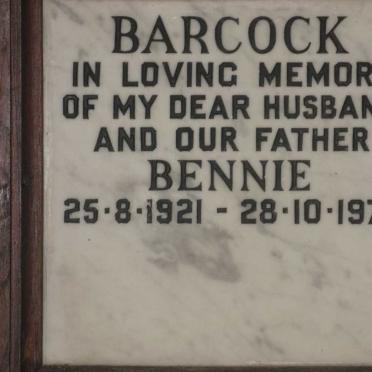 BARCOCK
IN LOVING MEMOR
OF MY DEAR HUSBAN
AND OUR FATHER
BENNIE
25·8·1921 - 28·10·197